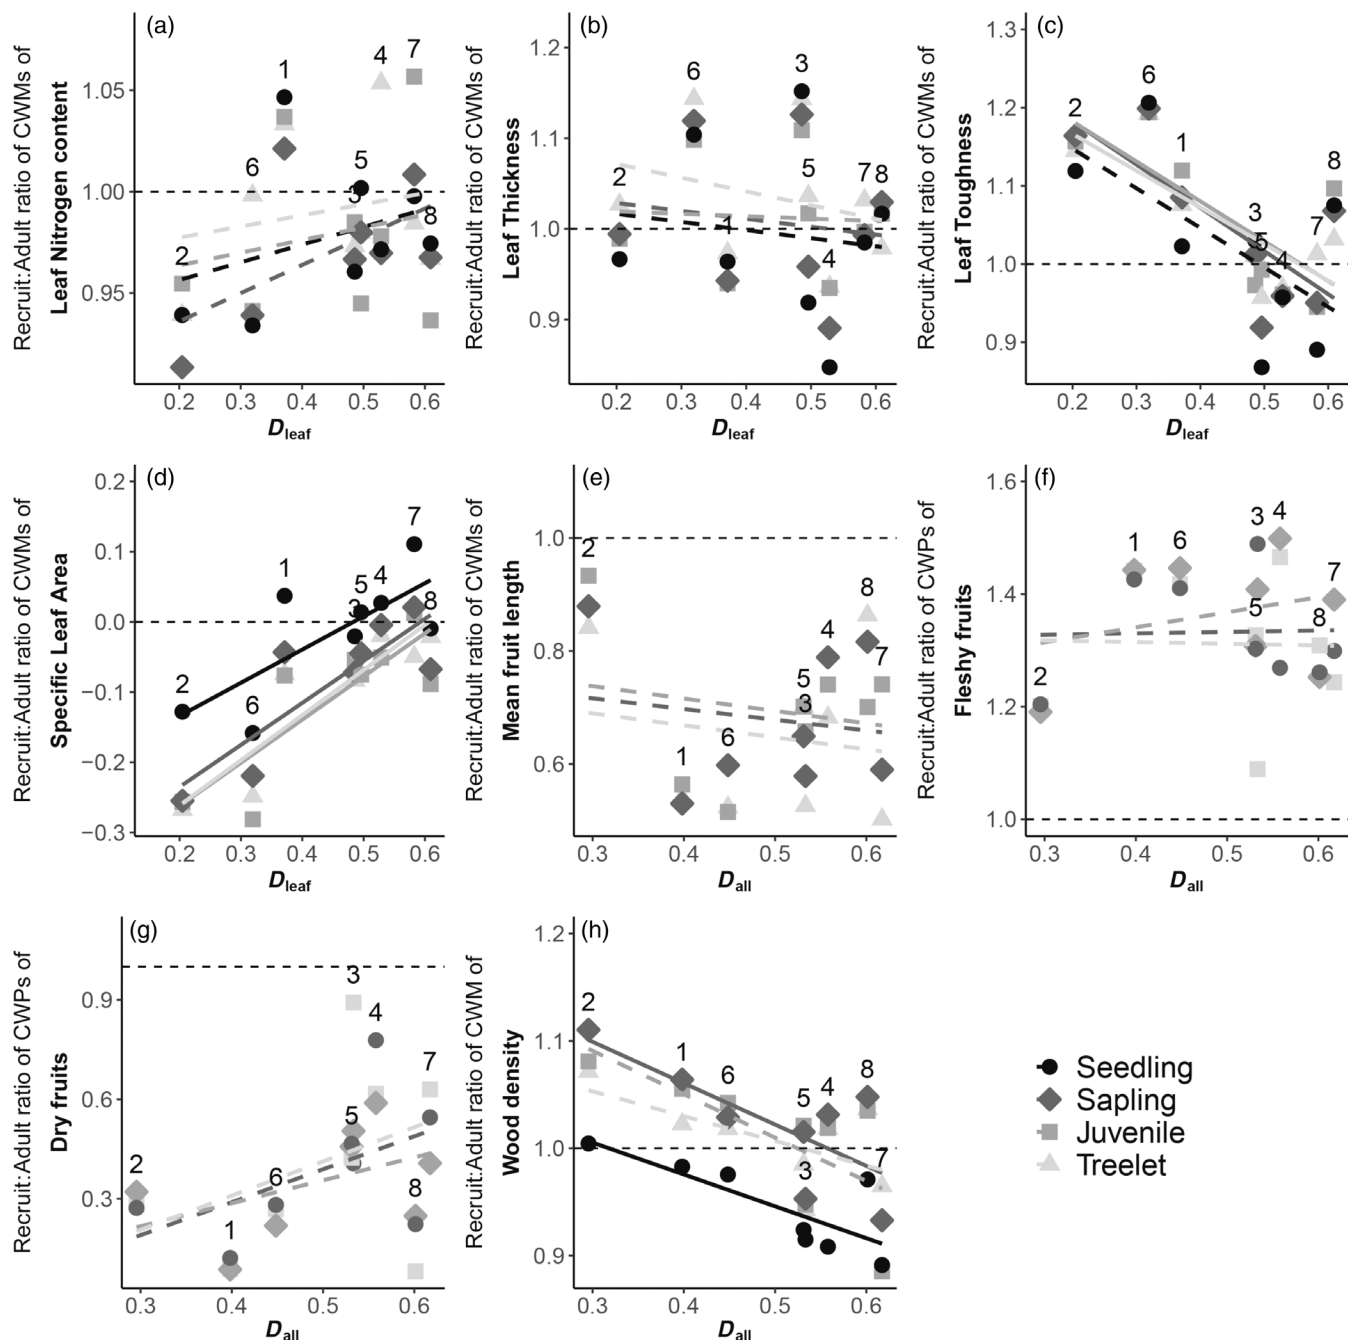 (a)
Recruit:Adult ratio of CWMs of
Leaf Nitrogen content
1.05
1.00
0.95
2
6
1
3
5
4
7
8
0.2 0.3 0.4 0.5 0.6
Dleaf
(b)
Recruit:Adult ratio of CWMs of
Leaf Thickness
1.2
1.1
1.0
0.9
2
6
1
3
5
4
7
8
0.2 0.3 0.4 0.5 0.6
Dleaf
(c)
Recruit:Adult ratio of CWMs of
Leaf Toughness
1.3
1.2
1.1
1.0
0.9
2
6
1
3
5
4
7
8
0.2 0.3 0.4 0.5 0.6
Dleaf
(d)
Recruit:Adult ratio of CWMs of
Specific Leaf Area
0.2
0.1
0.0
−0.1
−0.2
−0.3
2
6
1
3
5
4
7
8
0.2 0.3 0.4 0.5 0.6
Dleaf
(e)
Recruit:Adult ratio of CWMs of
Mean fruit length
1.0
0.8
0.6
2
1
6
5
3
4
8
7
0.3 0.4 0.5 0.6
Dall
(f)
Recruit:Adult ratio of CWPs of
Fleshy fruits
1.6
1.4
1.2
1.0
2
1
6
3
5
4
8
7
0.3 0.4 0.5 0.6
Dall
(g)
Recruit:Adult ratio of CWPs of
Dry fruits
0.9
0.6
0.3
2
1
6
3
5
4
8
7
0.3 0.4 0.5 0.6
Dall
(h)
Recruit:Adult ratio of CWM of
Wood density
1.2
1.1
1.0
0.9
2
1
6
5
3
4
8
7
0.3 0.4 0.5 0.6
Dall
Seedling
Sapling
Juvenile
Treelet